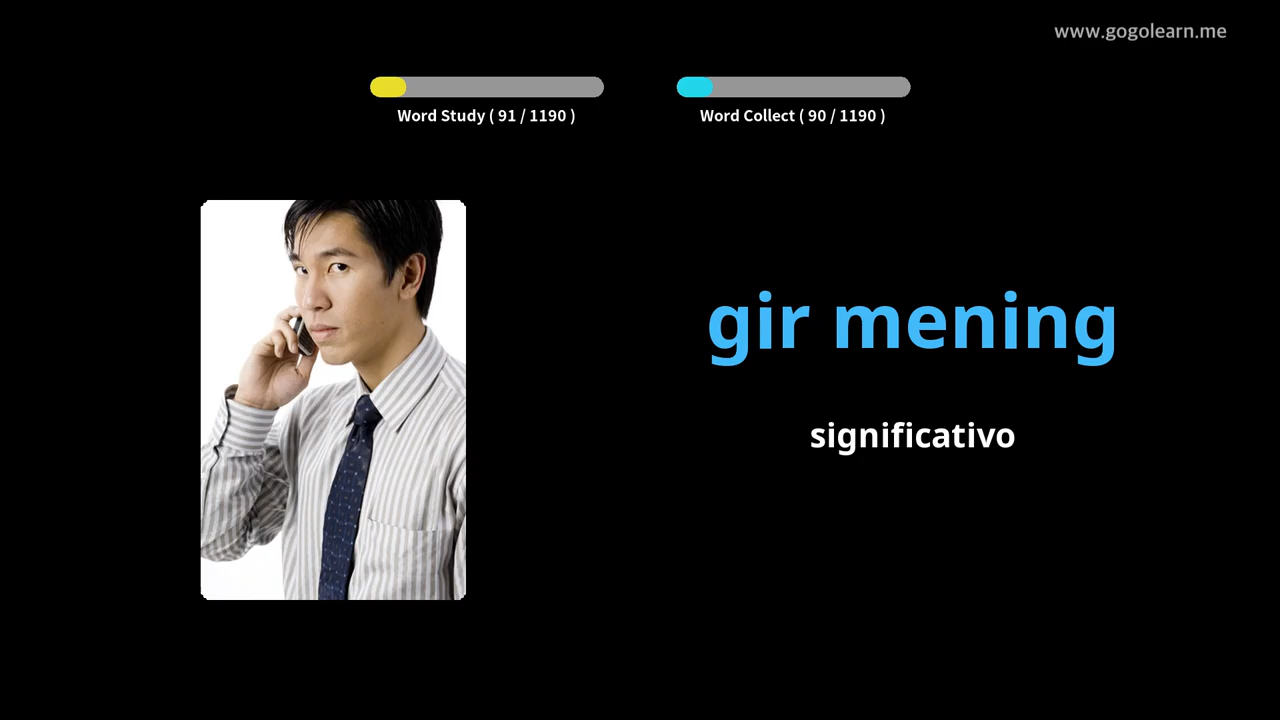 www.gogolearn.me
Word Study ( 91 / 1190 )
Word Collect ( 90 / 1190 )
gir mening
significativo